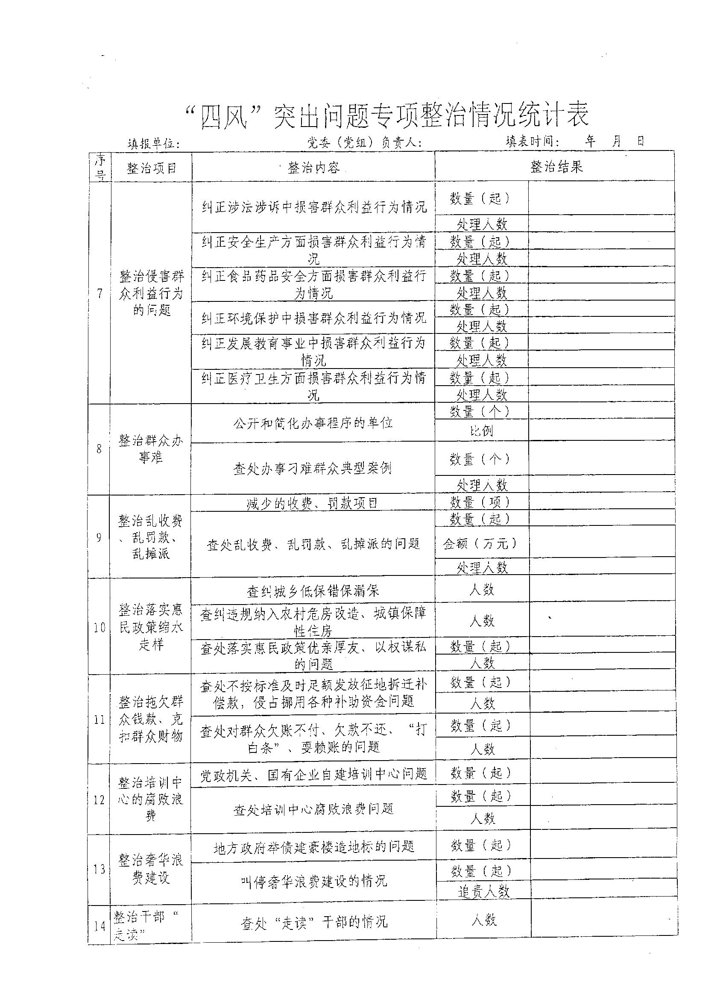 “四风”突出问题专项整治情况统计表
填报单位： 党委（党组）负责人： 填表时间： 年 月 日
序号 整治项目 整治内容 整治结果
7 整治侵害群
众利益行为
的问题
纠正涉法涉诉中损害群众利益行为情况
数量（起）
处理人数
纠正安全生产方面损害群众利益行为情
况
数量（起）
处理人数
纠正食品药品安全方面损害群众利益行
为情况
数量（起）
处理人数
纠正环境保护中损害群众利益行为情况
数量（起）
处理人数
纠正发展教育事业中损害群众利益行为
情况
数量（起）
处理人数
纠正医疗卫生方面损害群众利益行为情
况
数量（起）
处理人数
8 整治群众办
事难
公开和简化办事程序的单位
数量（个）
比例
查处办事刁难群众典型案例
数量（个）
处理人数
9 整治乱收费
、乱罚款、
乱摊派
减少的收费、罚款项目
数量（项）
查处乱收费、乱罚款、乱摊派的问题
数量（起）
金额（万元）
处理人数
10 整治落实惠
民政策缩水
走样
查纠城乡低保错保漏保
人数
查纠违规纳入农村危房改造、城镇保障
性住房
人数
查处落实惠民政策优亲厚友、以权谋私
的问题
数量（起）
人数
11 整治拖欠群
众钱款、克
扣群众财物
查处不按标准及时足额发放征地拆迁补
偿款，侵占挪用各种补助资金问题
数量（起）
人数
查处对群众欠账不付、欠款不还、“打
白条”、耍赖账的问题
数量（起）
人数
12 整治培训中
心的腐败浪
费
党政机关、国有企业自建培训中心问题
数量（起）
查处培训中心腐败浪费问题
数量（起）
人数
13 整治奢华浪
费建设
地方政府举债建豪楼造地标的问题
数量（起）
叫停奢华浪费建设的情况
数量（起）
追责人数
14 整治干部“
走读”
查处“走读”干部的情况
人数